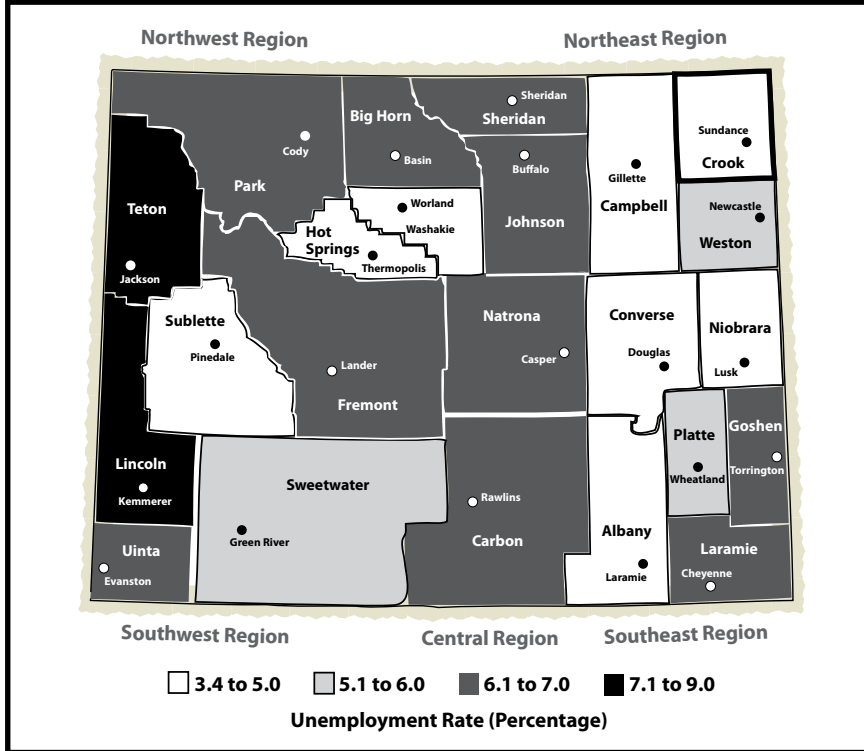 Northwest Region
Northeast Region
Sheridan
Sheridan
Big Horn
Basin
Cody
Park
Buffalo
Johnson
Gillette
Campbell
Sundance
Crook
Newcastle
Weston
Teton
Jackson
Worland
Washakie
Hot
Springs
Thermopolis
Sublette
Pinedale
Lander
Fremont
Natrona
Casper
Converse
Douglas
Niobrara
Lusk
Lincoln
Kemmerer
Sweetwater
Green River
Rawlins
Carbon
Platte
Wheatland
Goshen
Torrington
Albany
Laramie
Laramie
Cheyenne
Uinta
Evanston
Southwest Region
Central Region
Southeast Region
3.4 to 5.0
5.1 to 6.0
6.1 to 7.0
7.1 to 9.0
Unemployment Rate (Percentage)